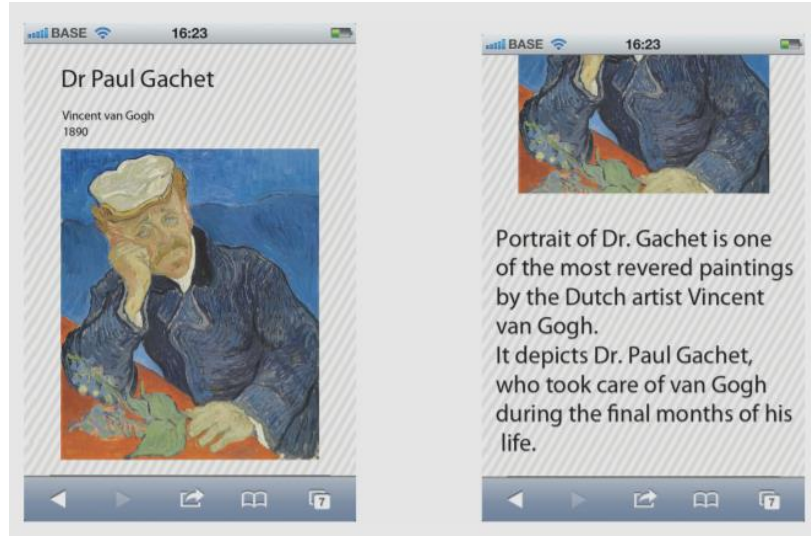 BASE 16:23
Dr Paul Gachet
Vincent van Gogh
1890
7
BASE 16:23
Portrait of Dr. Gachet is one
of the most revered paintings
by the Dutch artist Vincent
van Gogh.
It depicts Dr. Paul Gachet,
who took care of van Gogh
during the final months of his
life.
7